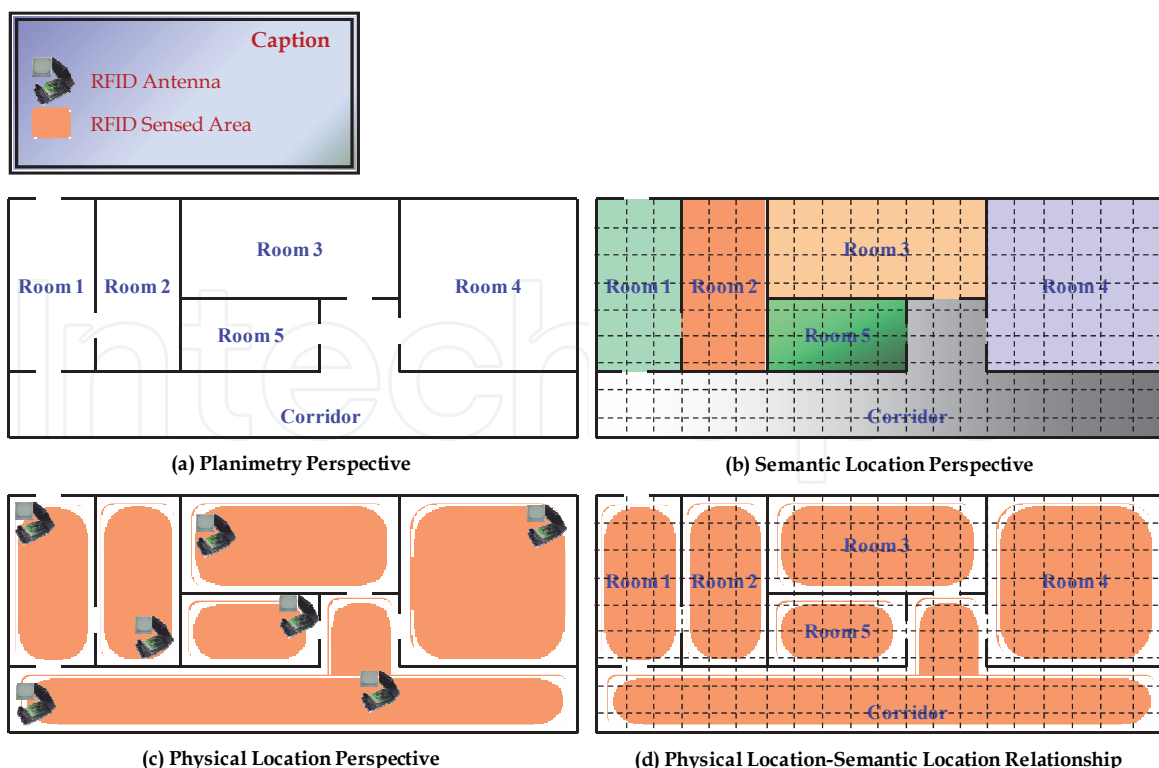 Caption
RFID Antenna
RFID Sensed Area
Room 1
Room 2
Room 3
Room 4
Room 5
Corridor
(a) Planimetry Perspective
Room 1
Room 2
Room 3
Room 4
Room 5
Corridor
(b) Semantic Location Perspective
(c) Physical Location Perspective
Room 1
Room 2
Room 3
Room 4
Room 5
Corridor
(d) Physical Location-Semantic Location Relationship